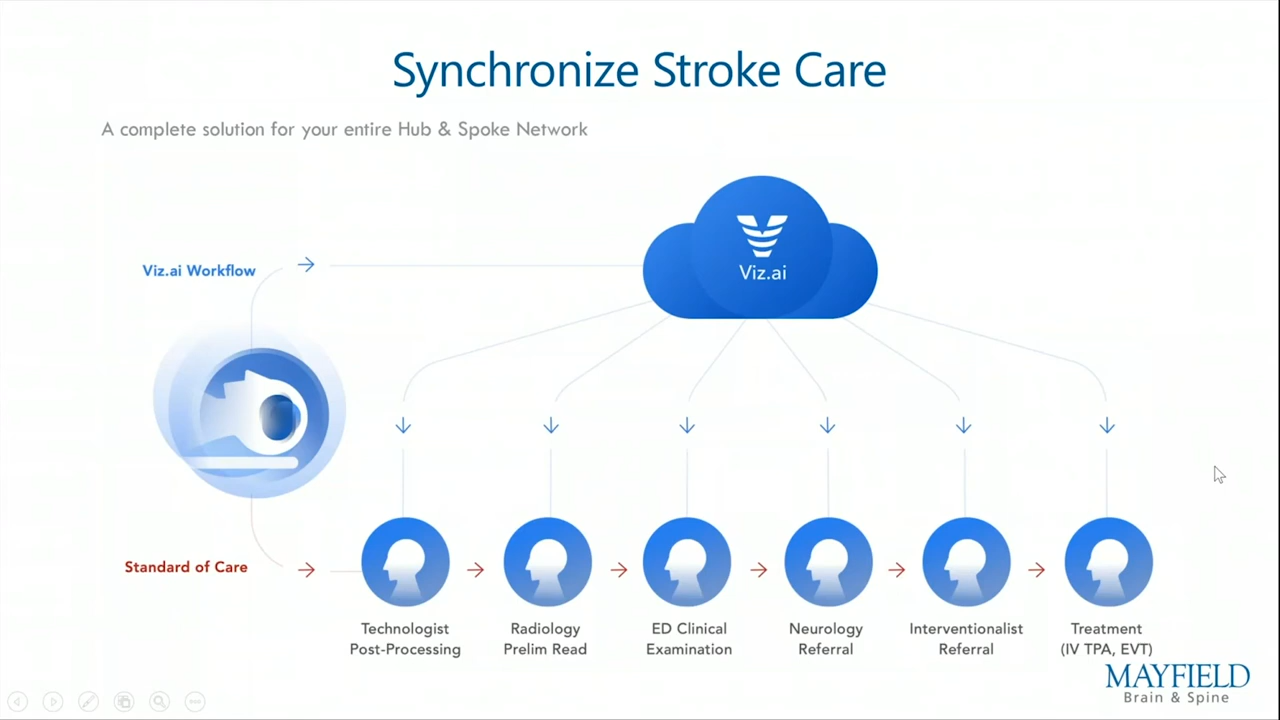 Synchronize Stroke Care
A complete solution for your entire Hub & Spoke Network
Viz.ai Workflow
Viz.ai
Standard of Care
Technologist
Post-Processing
Radiology
Prelim Read
ED Clinical
Examination
Neurology
Referral
Interventionalist
Referral
Treatment
(IV TPA, EVT)
MAYFIELD
Brain & Spine